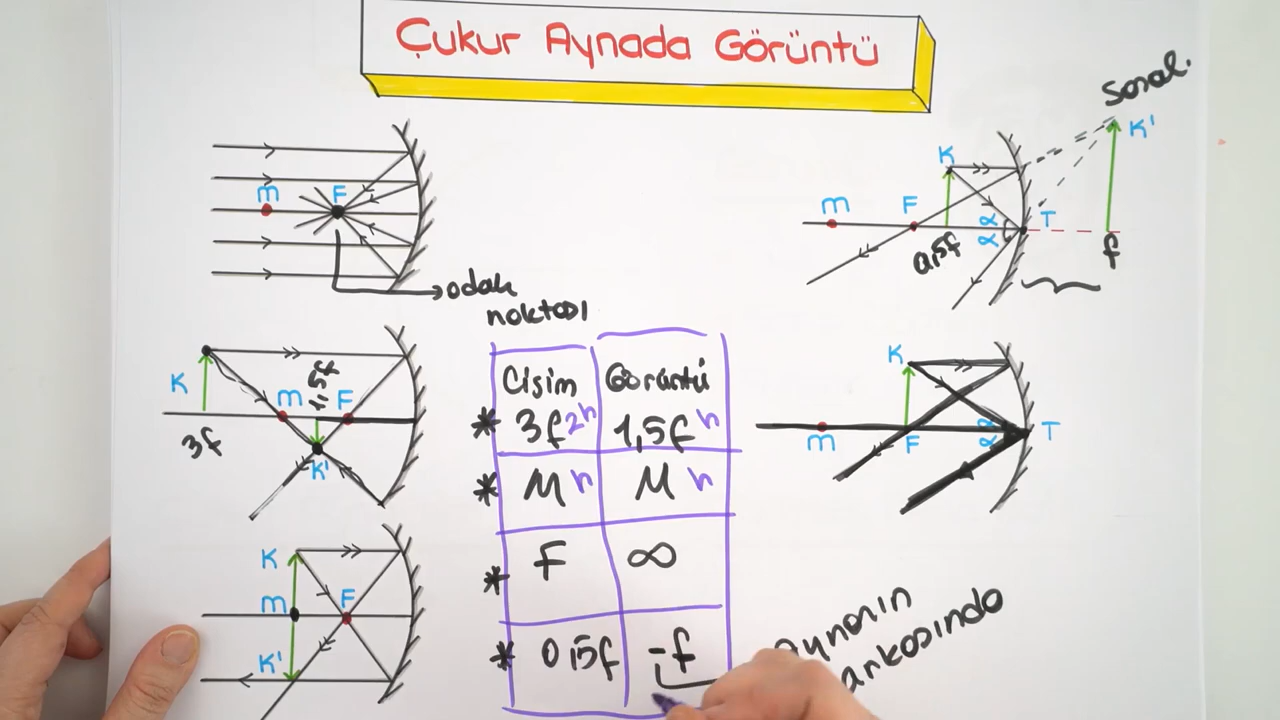 Çukur Aynada Görüntü
m F
odak
noktası
sanal.
K K'
m F T
α
α
0,5f f
K m 1,5f F
3f K'
Cisim Görüntü
* 3f 2h 1,5f h
* M h M h
* F ∞
* 0,5f -f
K
m F T
α
α
K
m F
K'
Aynanın
arkasında